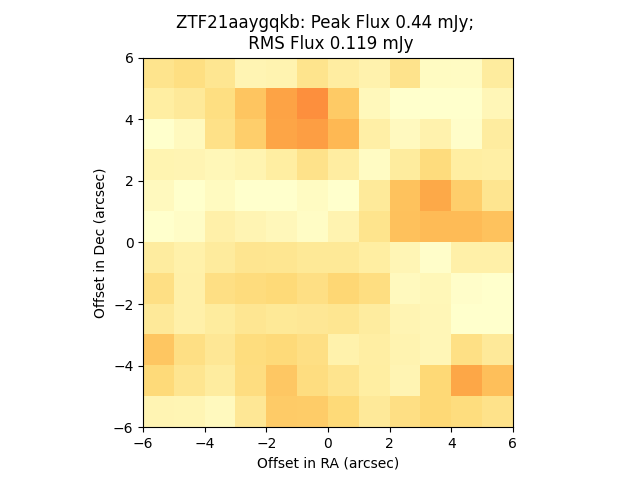 ZTF21aaygqkb: Peak Flux 0.44 mJy;
RMS Flux 0.119 mJy
6
4
2
0
−2
−4
−6
Offset in Dec (arcsec)
−6 −4 −2 0 2 4 6
Offset in RA (arcsec)